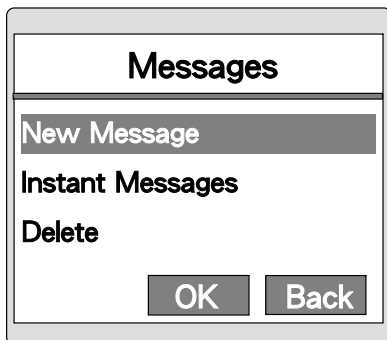 Messages
New Message
Instant Messages
Delete
OK Back